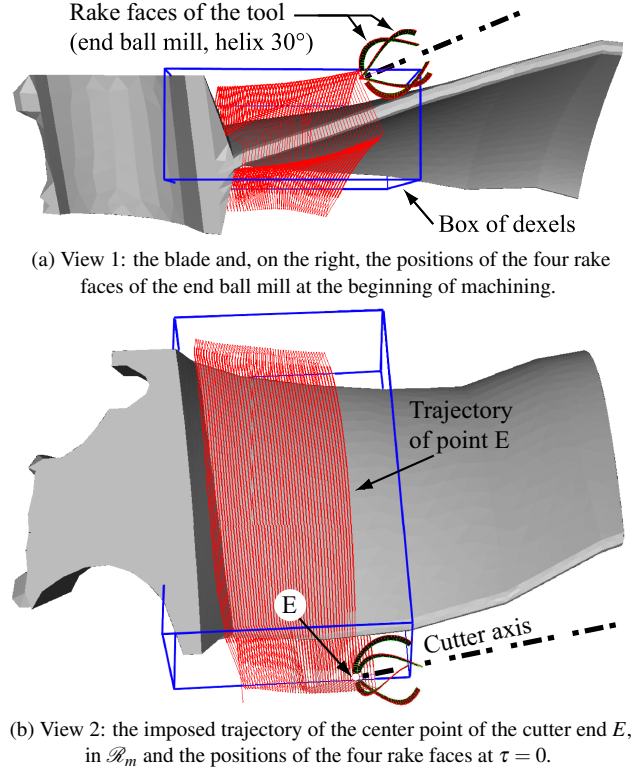 Rake faces of the tool
(end ball mill, helix 30°)
Box of dexels
(a) View 1: the blade and, on the right, the positions of the four rake
faces of the end ball mill at the beginning of machining.
Trajectory
of point E
E
Cutter axis
(b) View 2: the imposed trajectory of the center point of the cutter end E,
in ℛm and the positions of the four rake faces at τ = 0.